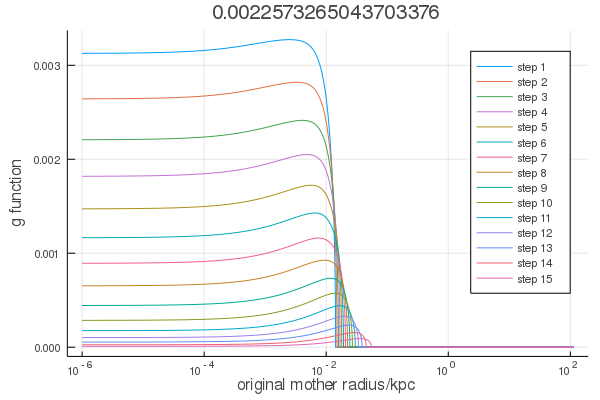 0.0022573265043703376
g function
0.003
0.002
0.001
0.000
step 1
step 2
step 3
step 4
step 5
step 6
step 7
step 8
step 9
step 10
step 11
step 12
step 13
step 14
step 15
10⁻⁶
10⁻⁴
10⁻²
10⁰
10²
original mother radius/kpc